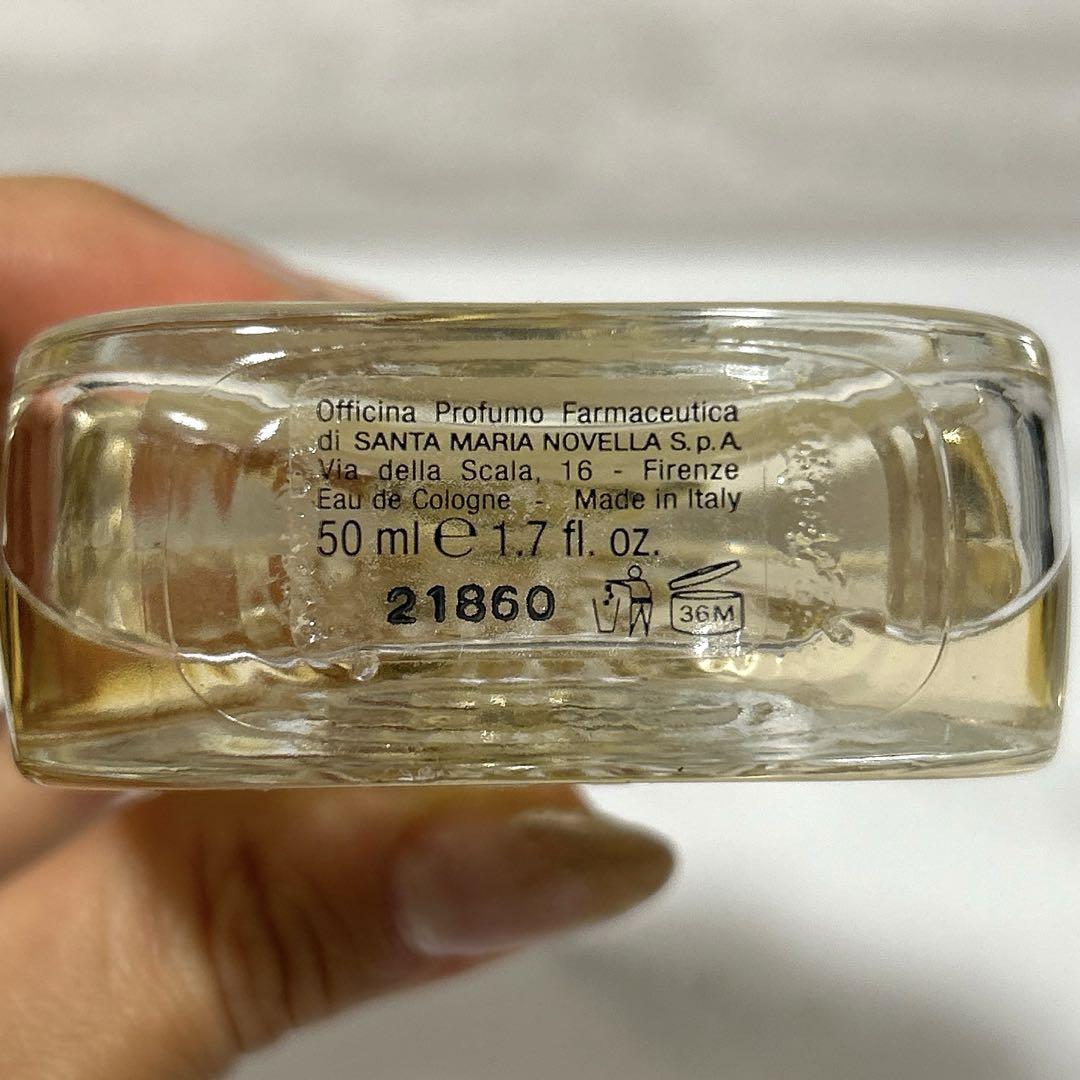 Officina Profumo Farmaceutica
di SANTA MARIA NOVELLA S.p.A.
Via della Scala, 16 - Firenze
Eau de Cologne - Made in Italy
50 ml ℮ 1.7 fl. oz.
21860 36M